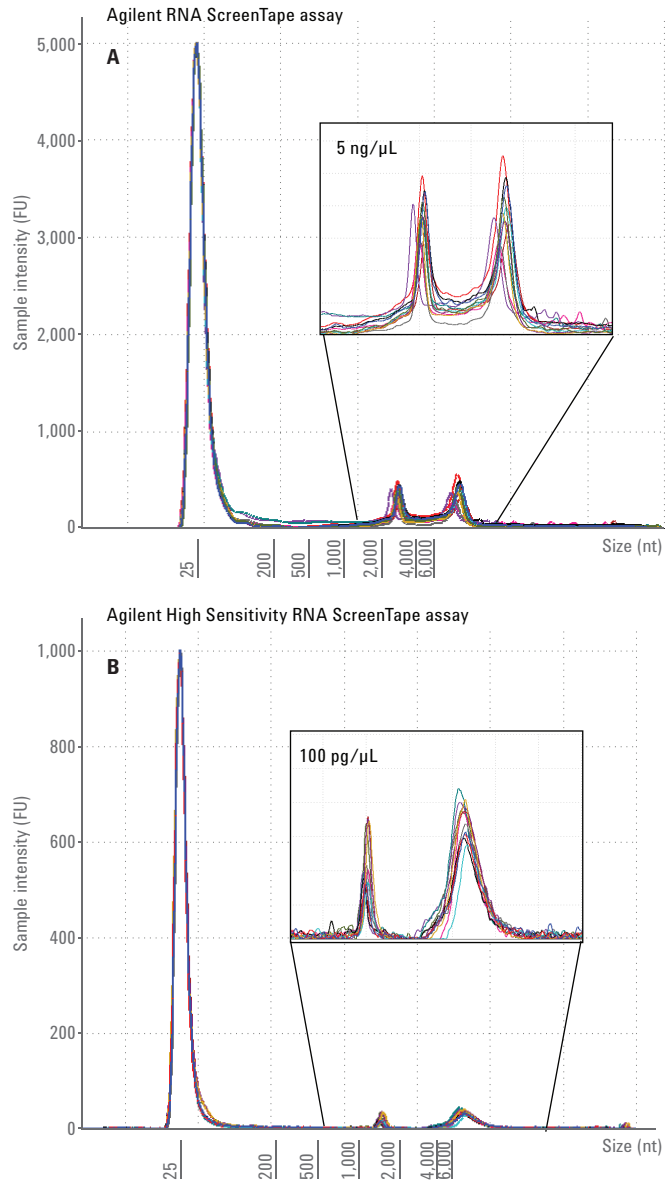 Agilent RNA ScreenTape assay
A
5,000
4,000
3,000
2,000
1,000
0
Sample intensity (FU)
5 ng/µL
Size (nt)
25
200
500
1,000
2,000
4,000
6,000
Agilent High Sensitivity RNA ScreenTape assay
B
1,000
800
600
400
200
0
Sample intensity (FU)
100 pg/µL
Size (nt)
25
200
500
1,000
2,000
4,000
6,000